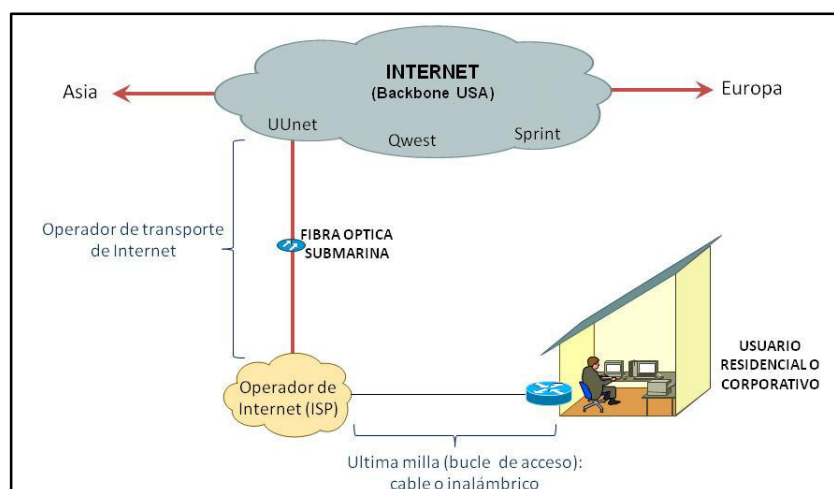 INTERNET
(Backbone USA)
Asia
Europa
UUnet
Qwest
Sprint
Operador de transporte
de Internet
FIBRA OPTICA
SUBMARINA
USUARIO
RESIDENCIAL O
CORPORATIVO
Operador de
Internet (ISP)
Ultima milla (bucle de acceso):
cable o inalámbrico